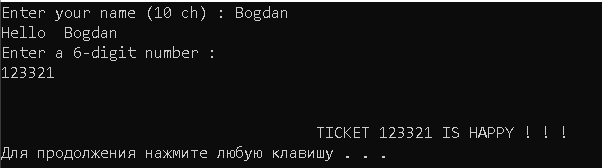 Enter your name (10 ch) : Bogdan
Hello  Bogdan
Enter a 6-digit number :
123321
TICKET 123321 IS HAPPY ! ! !
Для продолжения нажмите любую клавишу . . .